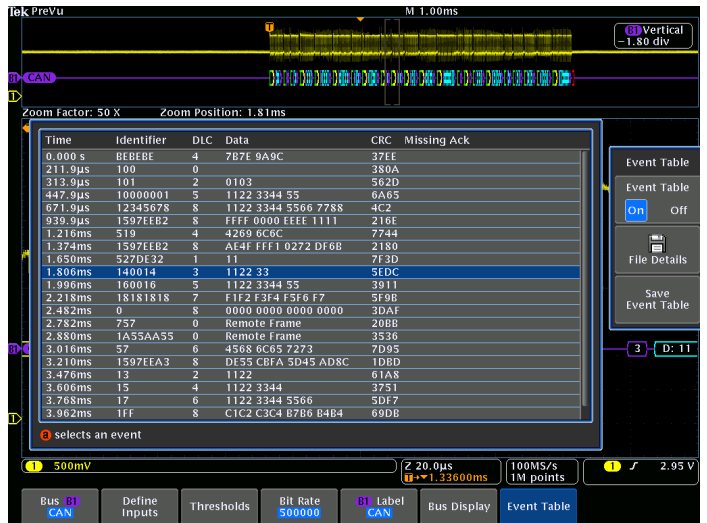 Tek PreVu M 1.00ms
B1 Vertical
-1.80 div
B1 CAN
1
Zoom Factor: 50 X Zoom Position: 1.81ms
Time Identifier DLC Data CRC Missing Ack
0.000 s BEBEBE 4 7B7E 9A9C 37EE
211.9µs 100 0 380A
313.9µs 101 2 0103 562D
447.9µs 10000001 5 1122 3344 55 6A65
671.9µs 12345678 8 1122 3344 5566 7788 4C2
939.9µs 1597EEB2 8 FFFF 0000 EEEE 1111 216E
1.216ms 519 4 4269 6C6C 7744
1.374ms 1597EEB2 8 AE4F FFF1 0272 DF6B 2180
1.650ms 527DE32 1 11 7F3D
1.806ms 140014 3 1122 33 5EDC
1.996ms 160016 5 1122 3344 55 3911
2.218ms 18181818 7 F1F2 F3F4 F5F6 F7 5F9B
2.482ms 0 8 0000 0000 0000 0000 3DAF
2.782ms 757 0 Remote Frame 20BB
2.880ms 1A55AA55 0 Remote Frame 3536
3.016ms 57 6 4568 6C65 7273 7D95
3.210ms 1597EEA3 8 DE55 CBFA 5D45 AD8C 1DBD
3.476ms 13 2 1122 61A8
3.606ms 15 4 1122 3344 3751
3.768ms 17 6 1122 3344 5566 5DF7
3.962ms 1FF 8 C1C2 C3C4 B7B6 B4B4 69DB
a selects an event
Event Table
Event Table
On Off
File Details
Save
Event Table
B1
3 D: 11
1
1 500mV
Z 20.0µs
T→▼1.33600ms
100MS/s
1M points
1 2.95 V
Bus B1
CAN
Define
Inputs
Thresholds
Bit Rate
500000
B1 Label
CAN
Bus Display
Event Table